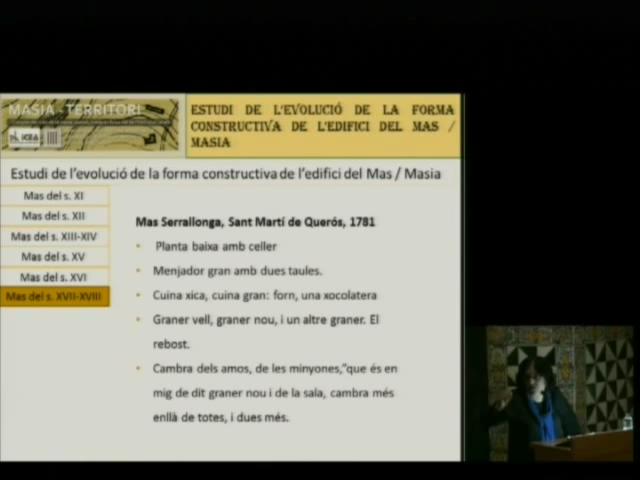 MASIA - TERRITORI
ICEA
ESTUDI DE L'EVOLUCIÓ DE LA FORMA
CONSTRUCTIVA DE L'EDIFICI DEL MAS /
MASIA
Estudi de l'evolució de la forma constructiva de l'edifici del Mas / Masia
Mas del s. XI
Mas del s. XII
Mas del s. XIII-XIV
Mas del s. XV
Mas del s. XVI
Mas del s. XVII-XVIII
Mas Serrallonga, Sant Martí de Querós, 1781
• Planta baixa amb celler
• Menjador gran amb dues taules.
• Cuina xica, cuina gran: forn, una xocolatera
• Graner vell, graner nou, i un altre graner. El
rebost.
• Cambra dels amos, de les minyones,"que és en
mig de dit graner nou i de la sala, cambra més
enllà de totes, i dues més.